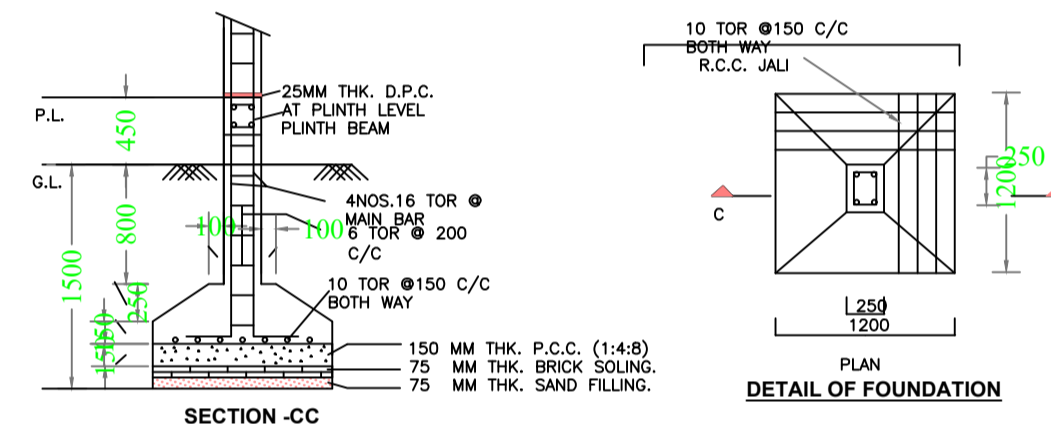 25MM THK. D.P.C.
AT PLINTH LEVEL
PLINTH BEAM
P.L.
450
G.L.
4NOS.16 TOR @
MAIN BAR
100
100
6 TOR @ 200
C/C
800
1500
250
10 TOR @150 C/C
BOTH WAY
150
150
150 MM THK. P.C.C. (1:4:8)
75 MM THK. BRICK SOLING.
75 MM THK. SAND FILLING.
SECTION -CC
10 TOR @150 C/C
BOTH WAY
R.C.C. JALI
250
1200
C
250
1200
PLAN
DETAIL OF FOUNDATION